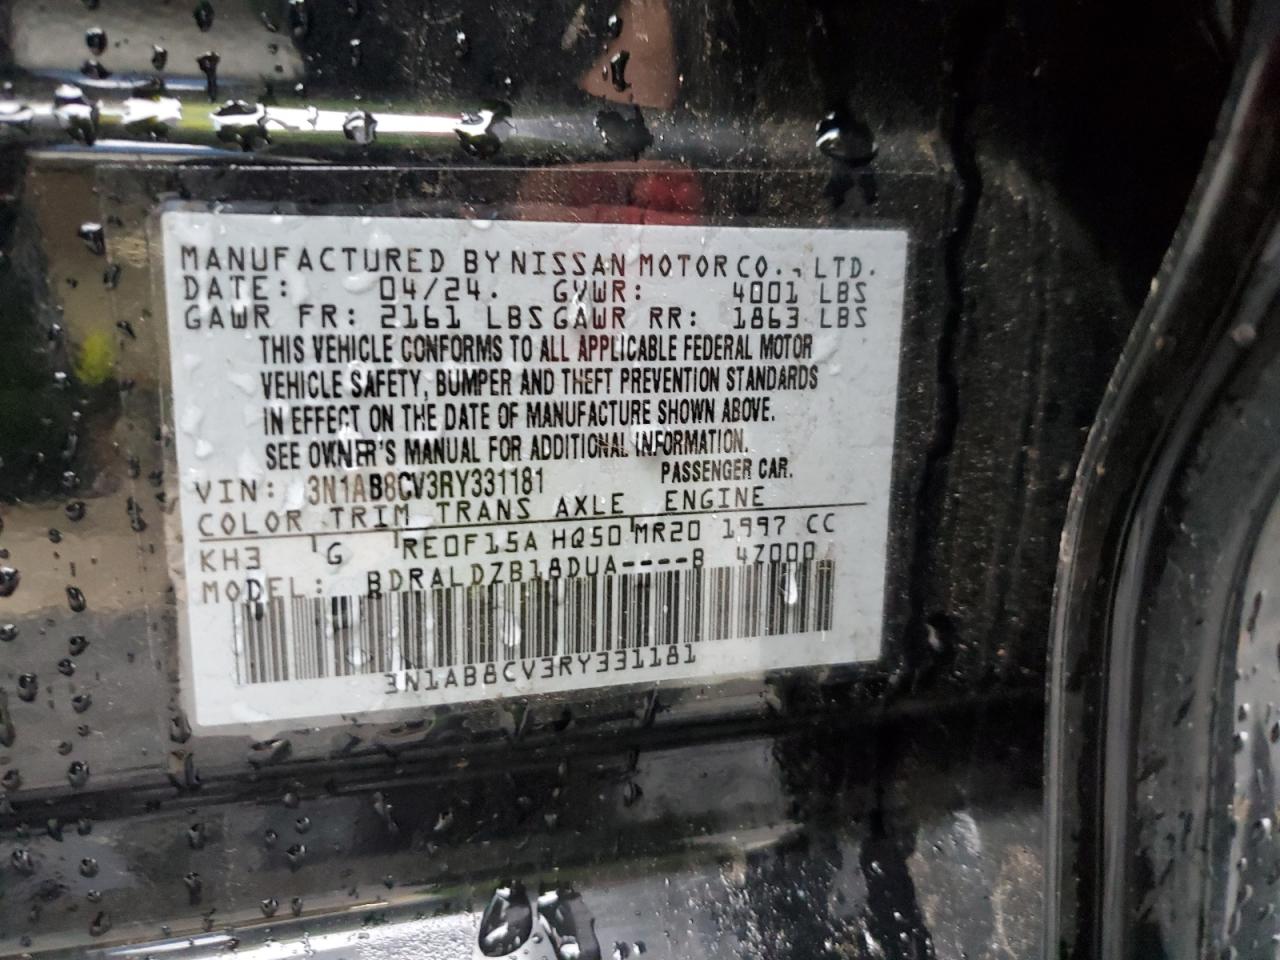 MANUFACTURED BY NISSAN MOTOR CO., LTD.
DATE: 04/24. GVWR: 4001 LBS
GAWR FR: 2161 LBS GAWR RR: 1863 LBS
THIS VEHICLE CONFORMS TO ALL APPLICABLE FEDERAL MOTOR
VEHICLE SAFETY, BUMPER AND THEFT PREVENTION STANDARDS
IN EFFECT ON THE DATE OF MANUFACTURE SHOWN ABOVE.
SEE OWNER'S MANUAL FOR ADDITIONAL INFORMATION.
VIN: 3N1AB8CV3RY331181 PASSENGER CAR.
COLOR TRIM TRANS AXLE ENGINE
KH3 G RE0F15A HQ50 MR20 1997 CC
MODEL: BDRALDZB18DUA----B 4Z000
3N1AB8CV3RY331181